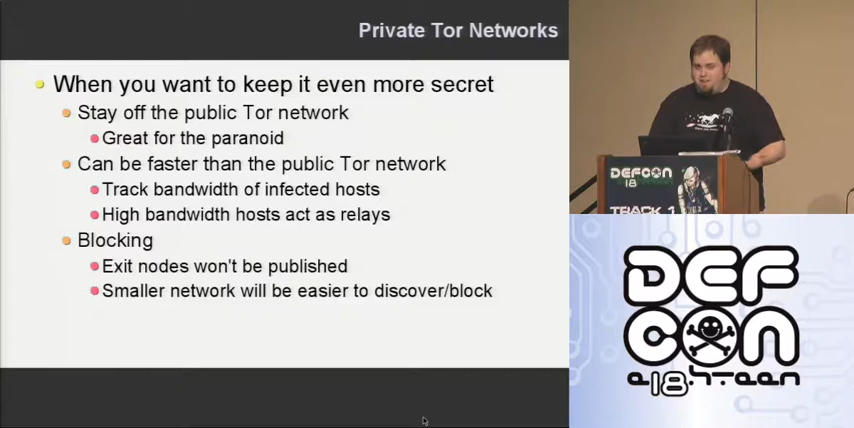 Private Tor Networks
When you want to keep it even more secret
Stay off the public Tor network
Great for the paranoid
Can be faster than the public Tor network
Track bandwidth of infected hosts
High bandwidth hosts act as relays
Blocking
Exit nodes won't be published
Smaller network will be easier to discover/block
DEFCON
18
TRACK 1
DEF
CON
e18hteen